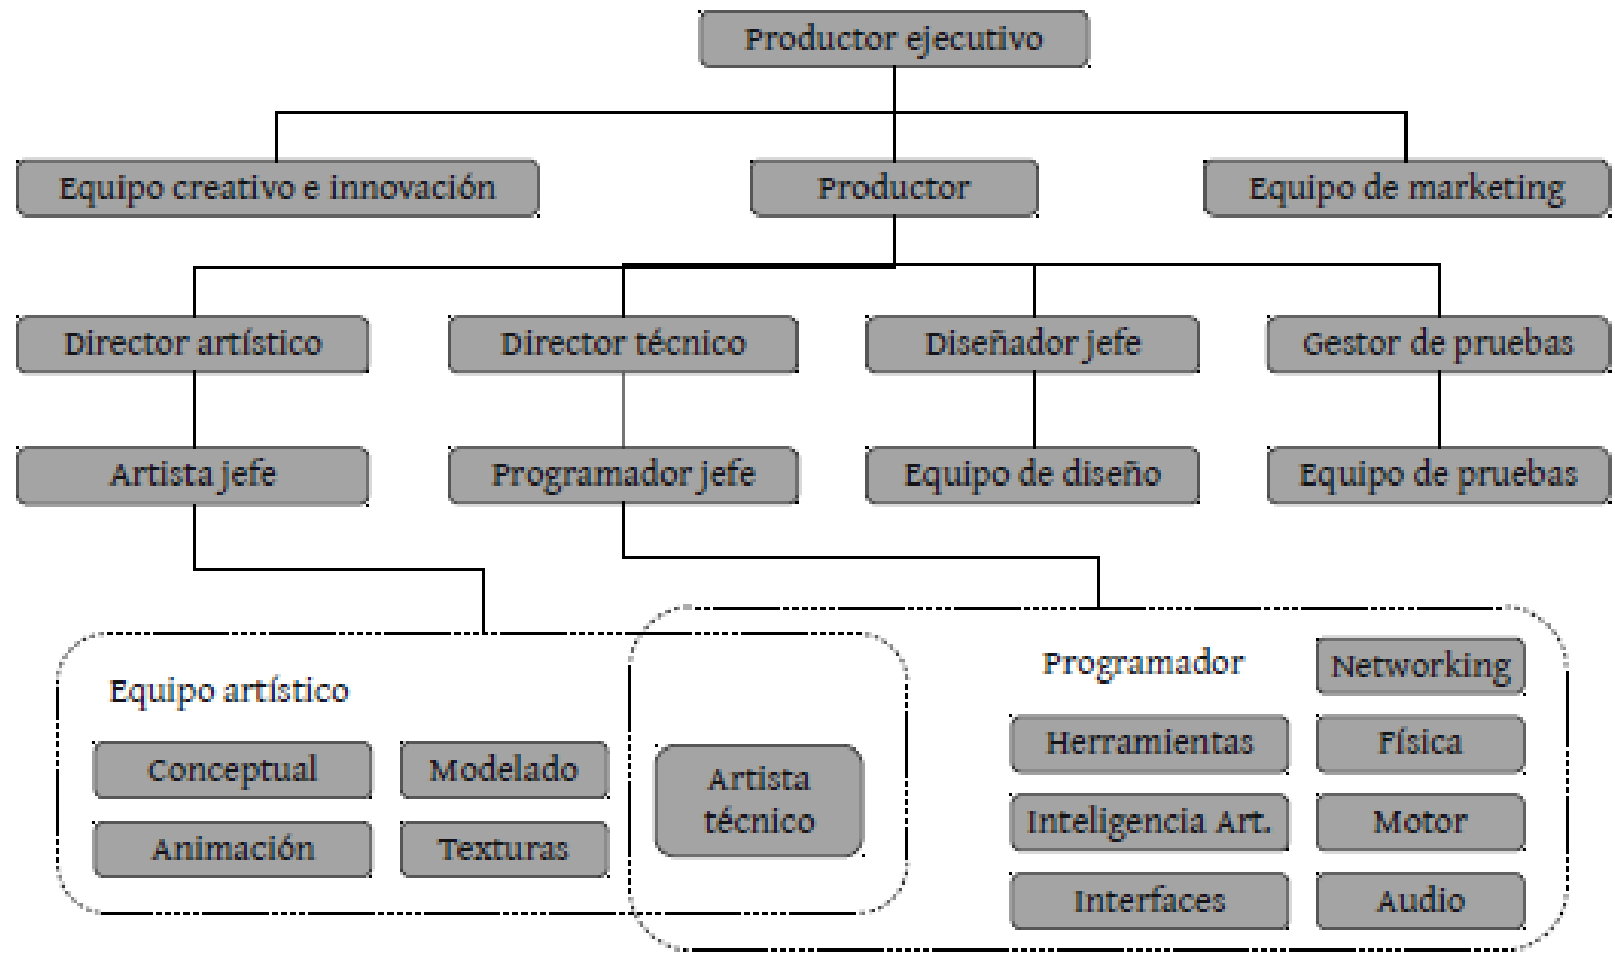 Productor ejecutivo
Equipo creativo e innovación
Productor
Equipo de marketing
Director artístico
Director técnico
Diseñador jefe
Gestor de pruebas
Artista jefe
Programador jefe
Equipo de diseño
Equipo de pruebas
Equipo artístico
Conceptual
Modelado
Animación
Texturas
Artista
técnico
Programador
Networking
Herramientas
Física
Inteligencia Art.
Motor
Interfaces
Audio